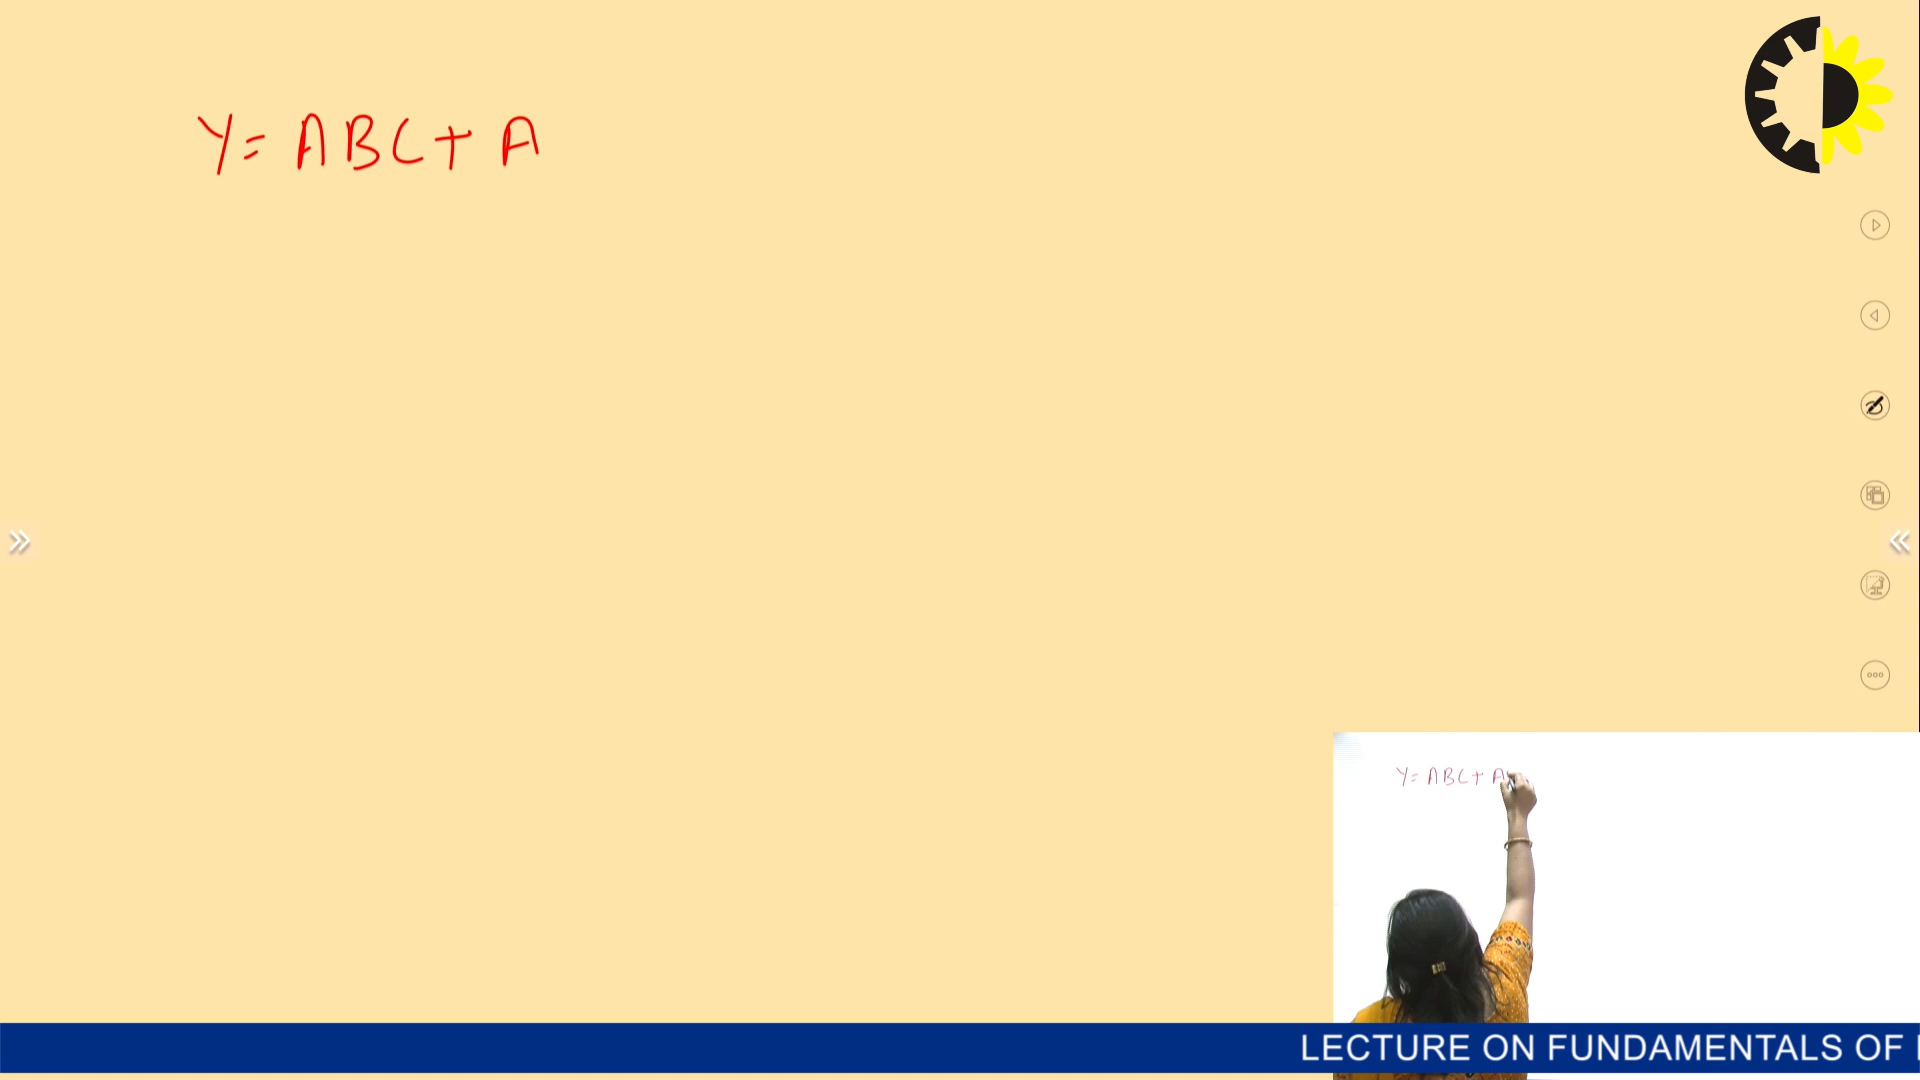 Y = ABC + A
Y = ABC + A
LECTURE ON FUNDAMENTALS OF